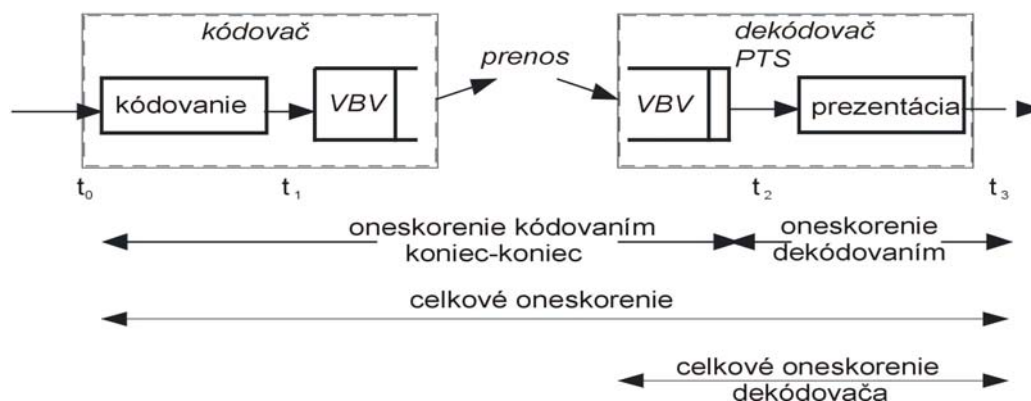 kódovač
dekódovač
PTS
prenos
kódovanie
VBV
VBV
prezentácia
t₀
t₁
t₂
t₃
oneskorenie kódovaním
koniec-koniec
oneskorenie
dekódovaním
celkové oneskorenie
celkové oneskorenie
dekódovača